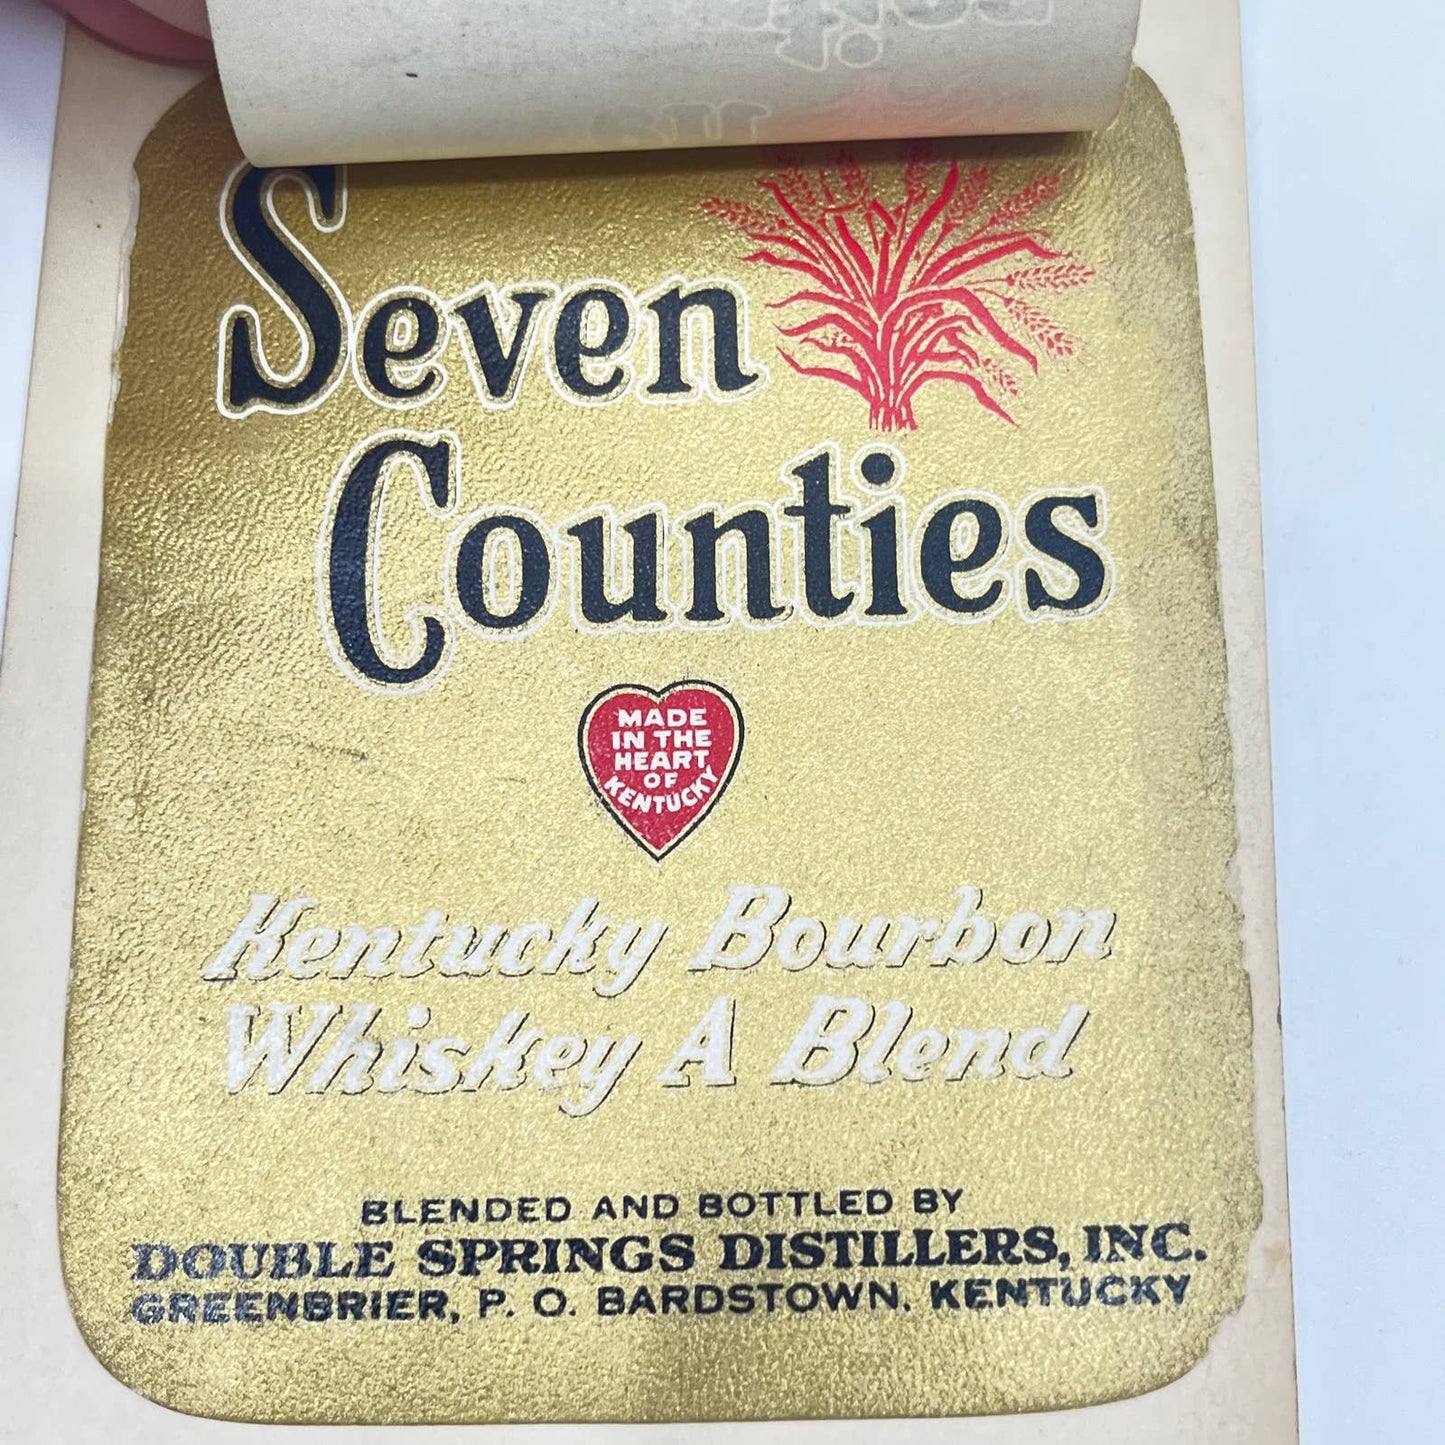 Seven
Counties
MADE
IN THE
HEART
OF
KENTUCKY
Kentucky Bourbon
Whiskey A Blend
BLENDED AND BOTTLED BY
DOUBLE SPRINGS DISTILLERS, INC.
GREENBRIER, P. O. BARDSTOWN, KENTUCKY